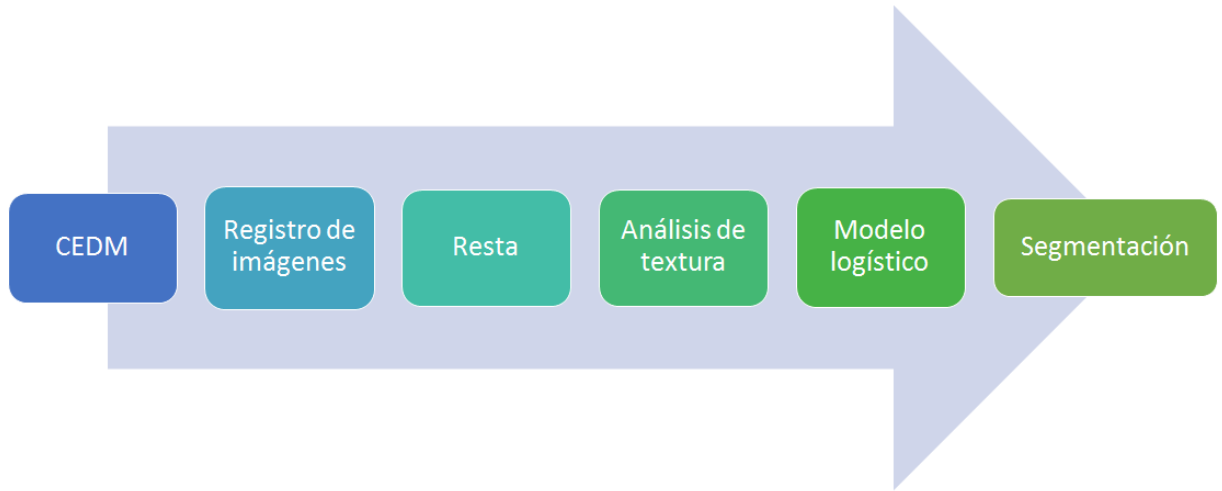 CEDM
Registro de
imágenes
Resta
Análisis de
textura
Modelo
logístico
Segmentación